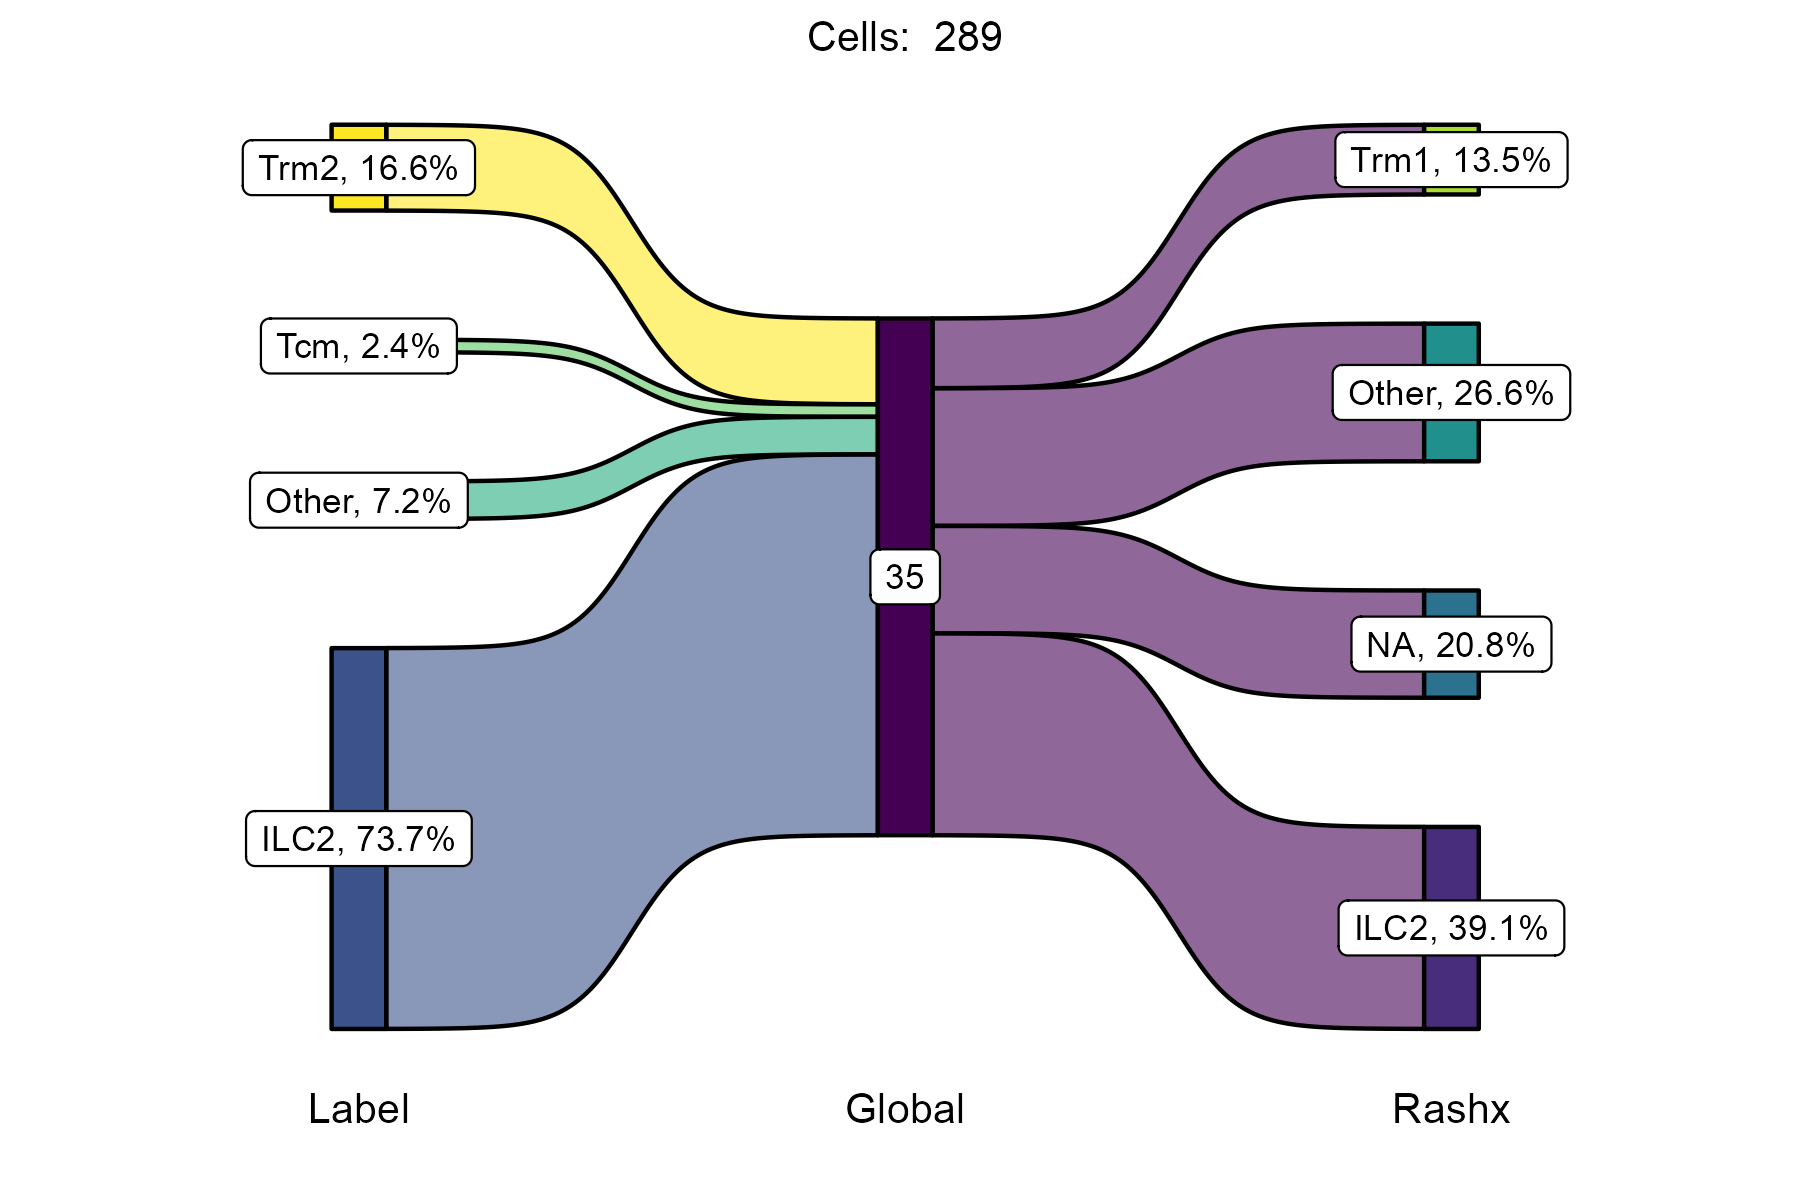 Cells:  289
Trm2, 16.6%
Tcm, 2.4%
Other, 7.2%
ILC2, 73.7%
35
Trm1, 13.5%
Other, 26.6%
NA, 20.8%
ILC2, 39.1%
Label
Global
Rashx